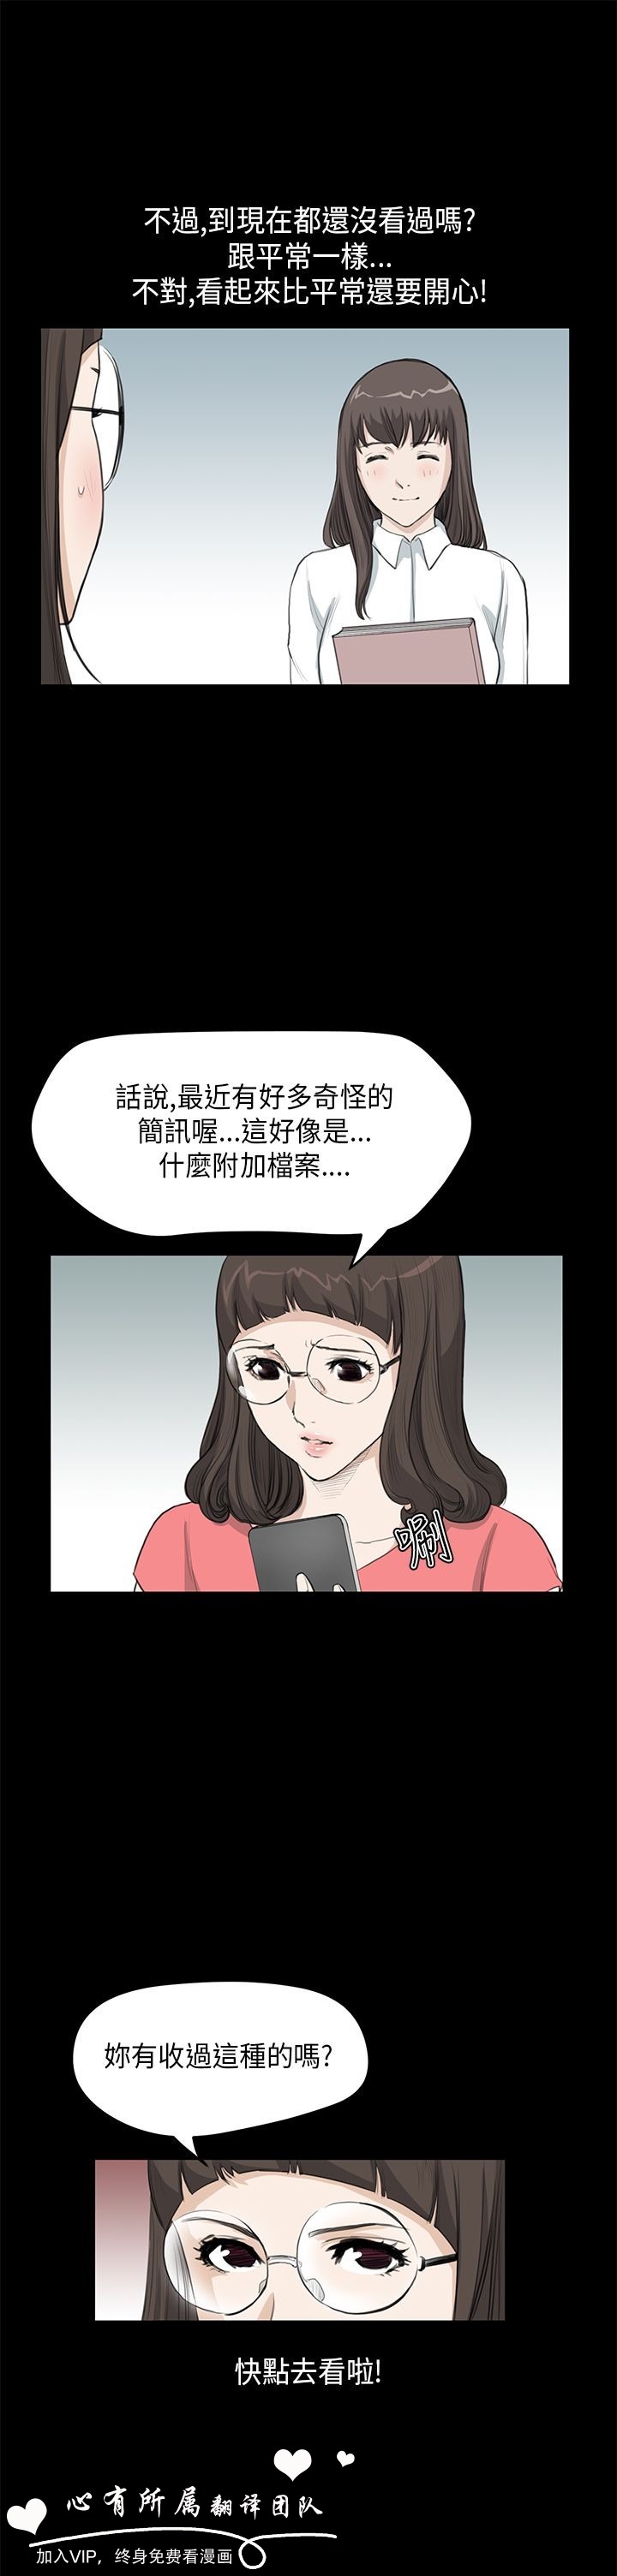 不過,到現在都還沒看過嗎?
跟平常一樣...
不對,看起來比平常還要開心!
話說,最近有好多奇怪的
簡訊喔...這好像是...
什麼附加檔案....
唰
妳有收過這種的嗎?
快點去看啦!
心有所属翻译团队
加入VIP，终身免费看漫画